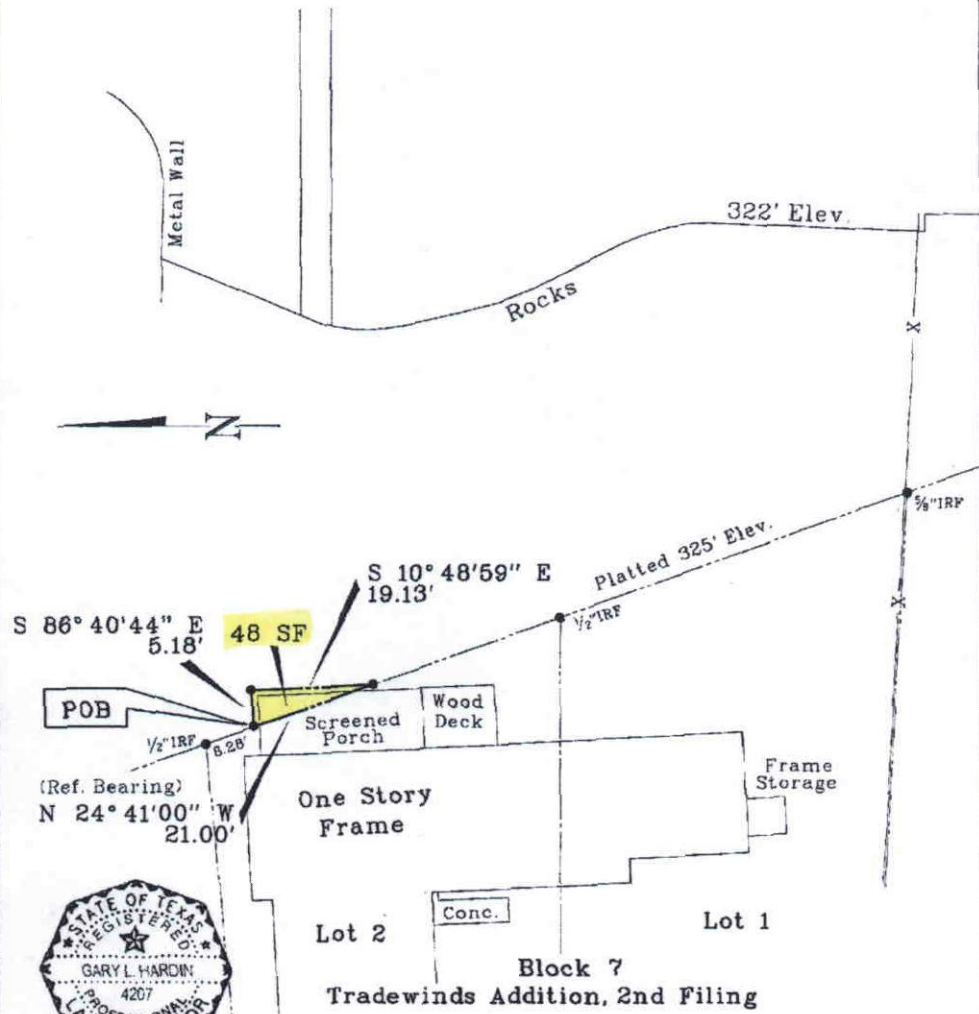 Metal Wall
322' Elev.
Rocks
X
N
5/8"IRF
Platted 325' Elev.
S 10°48'59" E
19.13'
1/2"IRF
X
S 86°40'44" E
5.18'
48 SF
POB
Screened
Porch
Wood
Deck
1/2"IRF
8.28'
(Ref. Bearing)
N 24°41'00" W
21.00'
One Story
Frame
Frame
Storage
Conc.
Lot 2
Lot 1
Block 7
Tradewinds Addition, 2nd Filing
STATE OF TEXAS
REGISTERED
GARY L. HARDIN
4207